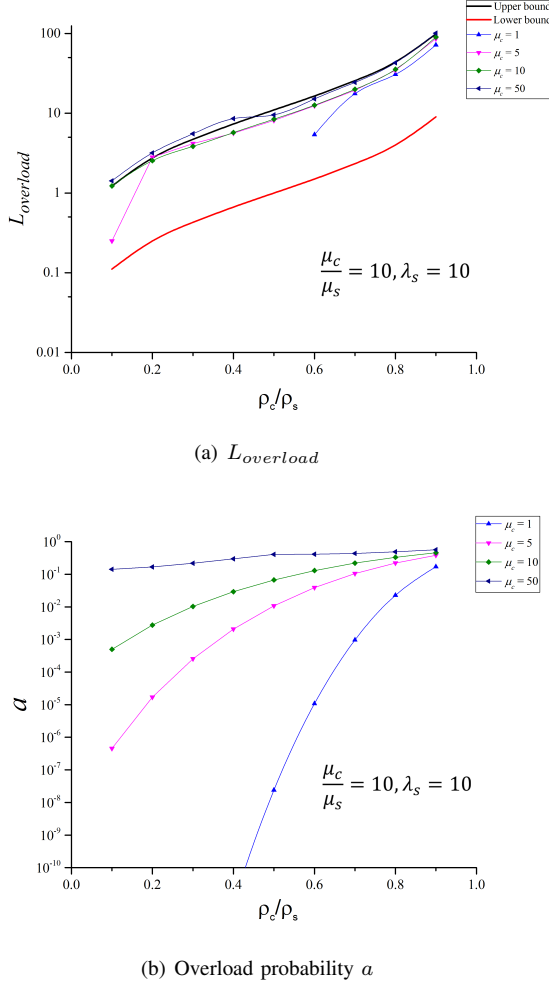 Upper bound
Lower bound
μc = 1
μc = 5
μc = 10
μc = 50
100
10
1
0.1
0.01
Loverload
μc/μs = 10, λs = 10
0.0 0.2 0.4 0.6 0.8 1.0
ρc/ρs
(a) Loverload
μc = 1
μc = 5
μc = 10
μc = 50
10^0
10^-1
10^-2
10^-3
10^-4
10^-5
10^-6
10^-7
10^-8
10^-9
10^-10
a
μc/μs = 10, λs = 10
0.0 0.2 0.4 0.6 0.8 1.0
ρc/ρs
(b) Overload probability a